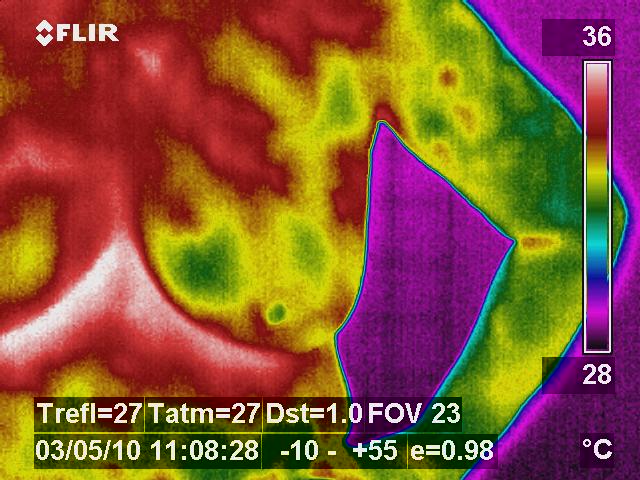 FLIR
36
28
Trefl=27 Tatm=27 Dst=1.0 FOV 23
03/05/10 11:08:28 -10 - +55 e=0.98 °C